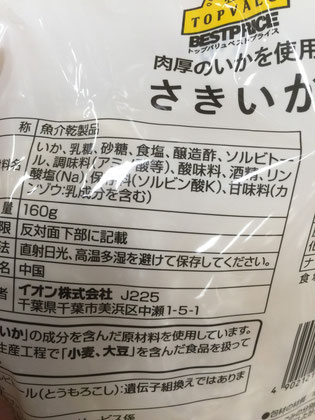 TOPVALU
BESTPRICE
トップバリュベストプライス
肉厚のいかを使用
さきいか
称 魚介乾製品
料名 いか、乳糖、砂糖、食塩、醸造酢、ソルビトー
ル、調味料(アミノ酸等)、酸味料、酒精、リン
酸塩(Na)、保存料(ソルビン酸K)、甘味料(カ
ンゾウ:乳成分を含む)
量 160g
限 反対面下部に記載
法 直射日光、高温多湿を避けて保存してください。
名 中国
者 イオン株式会社 J225
千葉県千葉市美浜区中瀬1-5-1
いか」の成分を含んだ原材料を使用しています。
生産工程で「小麦、大豆」を含んだ食品を扱って
ール(とうもろこし):遺伝子組換えではありま